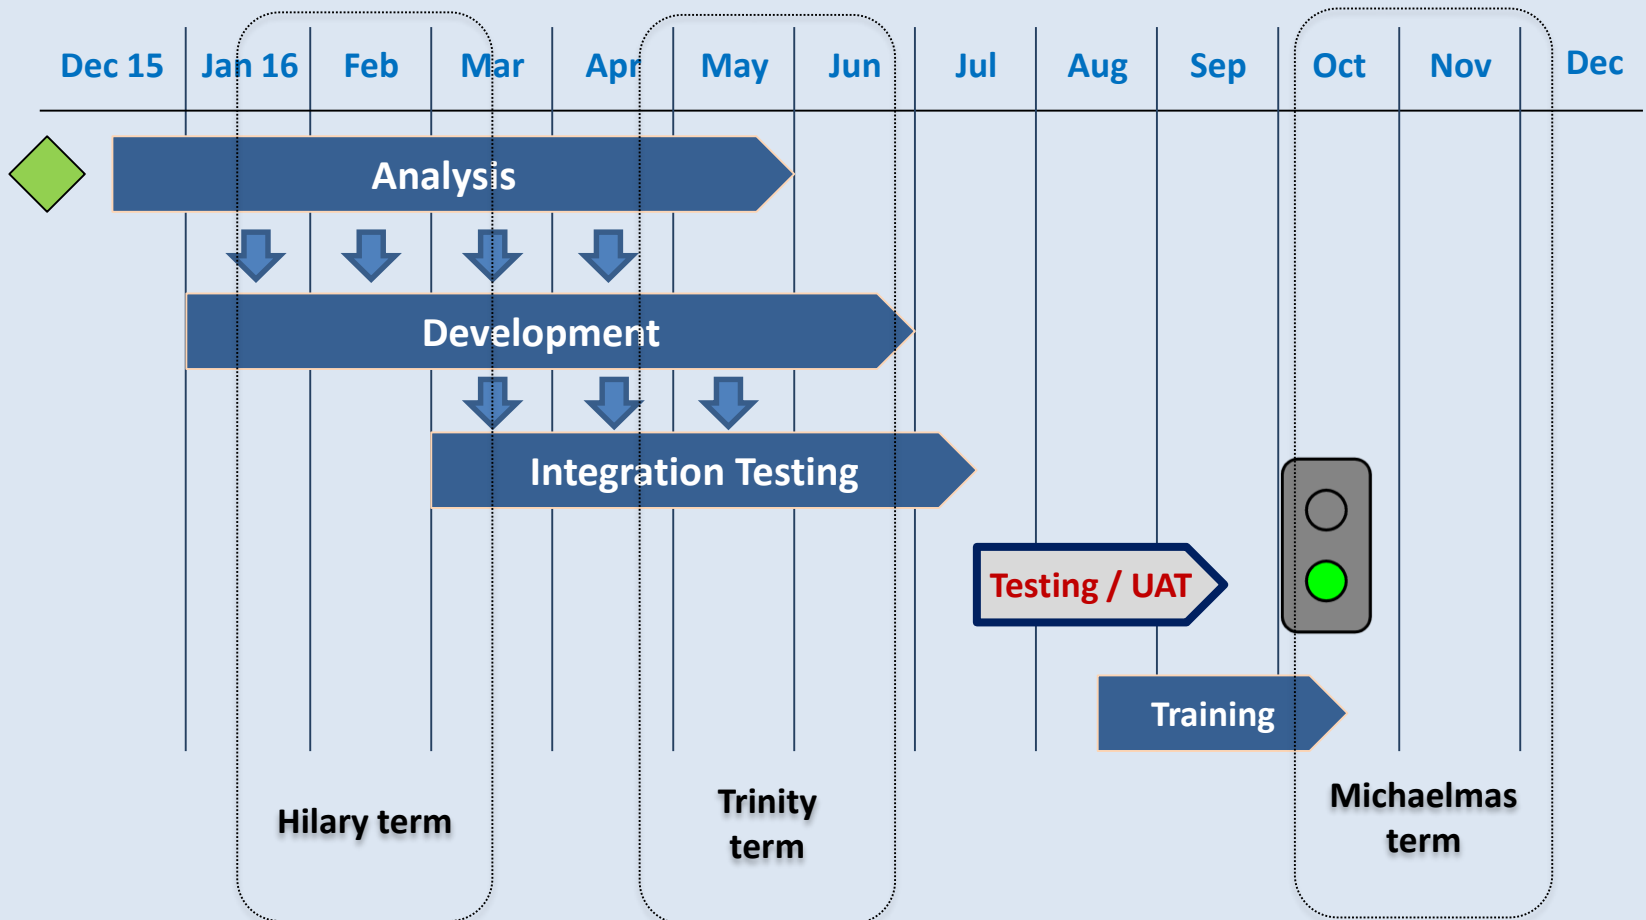 Dec 15 Jan 16 Feb Mar Apr May Jun Jul Aug Sep Oct Nov Dec
Analysis
Development
Integration Testing
Testing / UAT
Training
Hilary term
Trinity
term
Michaelmas
term